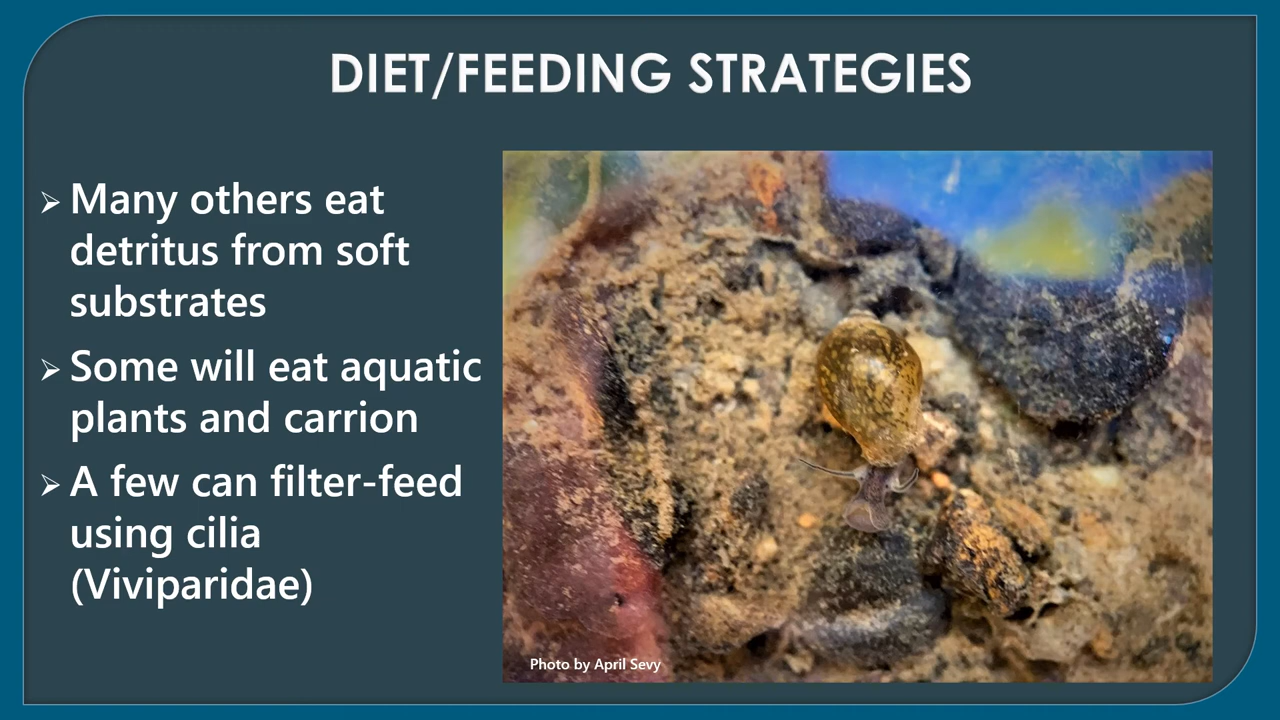 DIET/FEEDING STRATEGIES
➢ Many others eat
detritus from soft
substrates
➢ Some will eat aquatic
plants and carrion
➢ A few can filter-feed
using cilia
(Viviparidae)
Photo by April Sevy